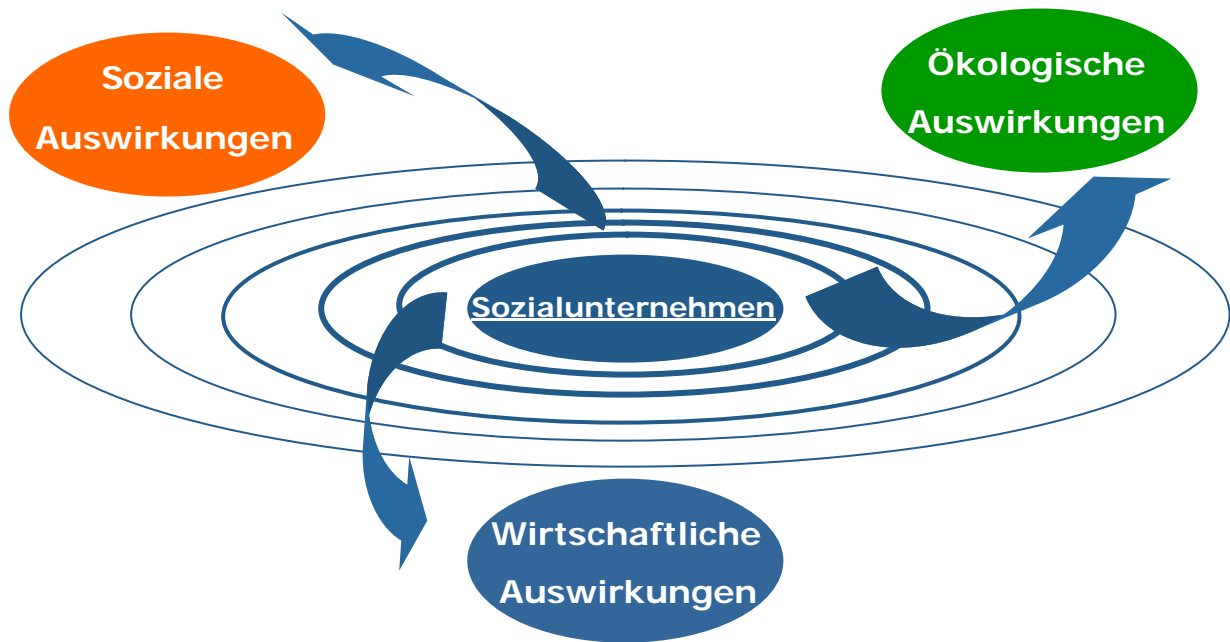 Soziale
Auswirkungen
Ökologische
Auswirkungen
Sozialunternehmen
Wirtschaftliche
Auswirkungen